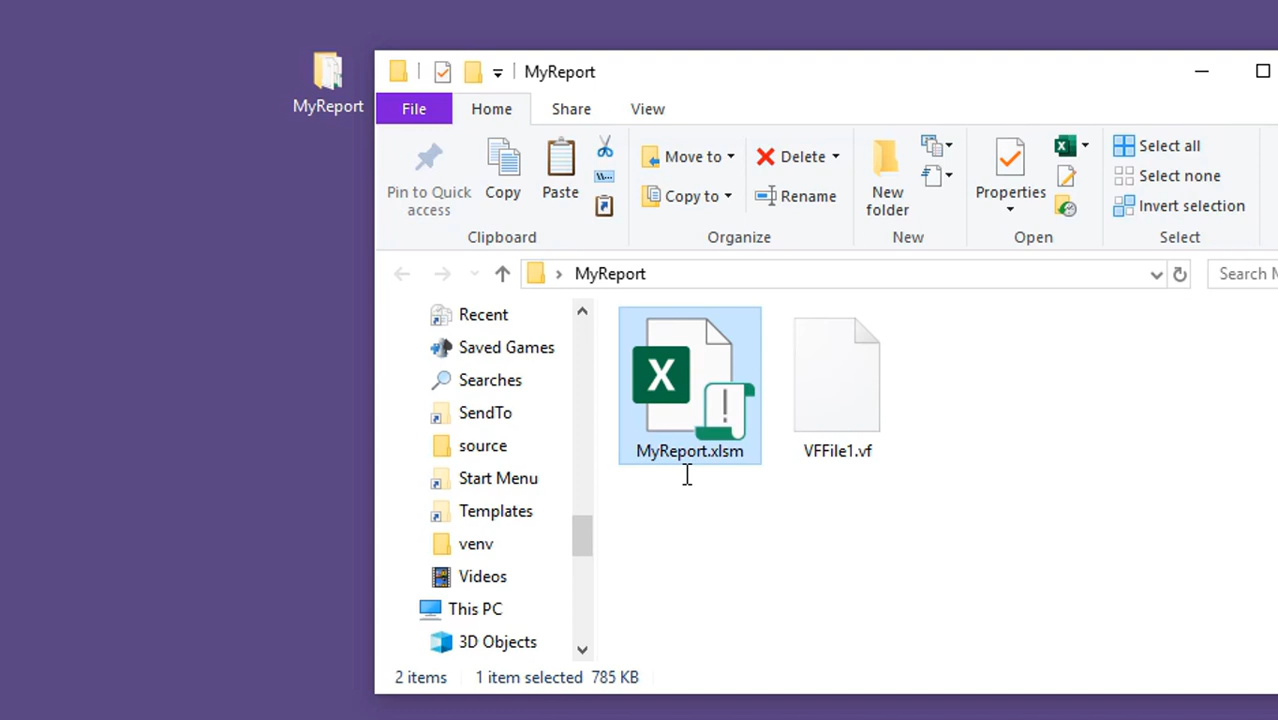 MyReport
MyReport
File
Home
Share
View
Pin to Quick
access
Copy
Paste
Move to
Copy to
Delete
Rename
New
folder
Properties
Select all
Select none
Invert selection
Clipboard
Organize
New
Open
Select
MyReport
Search M
Recent
Saved Games
Searches
SendTo
source
Start Menu
Templates
venv
Videos
This PC
3D Objects
MyReport.xlsm
VFFile1.vf
2 items
1 item selected 785 KB